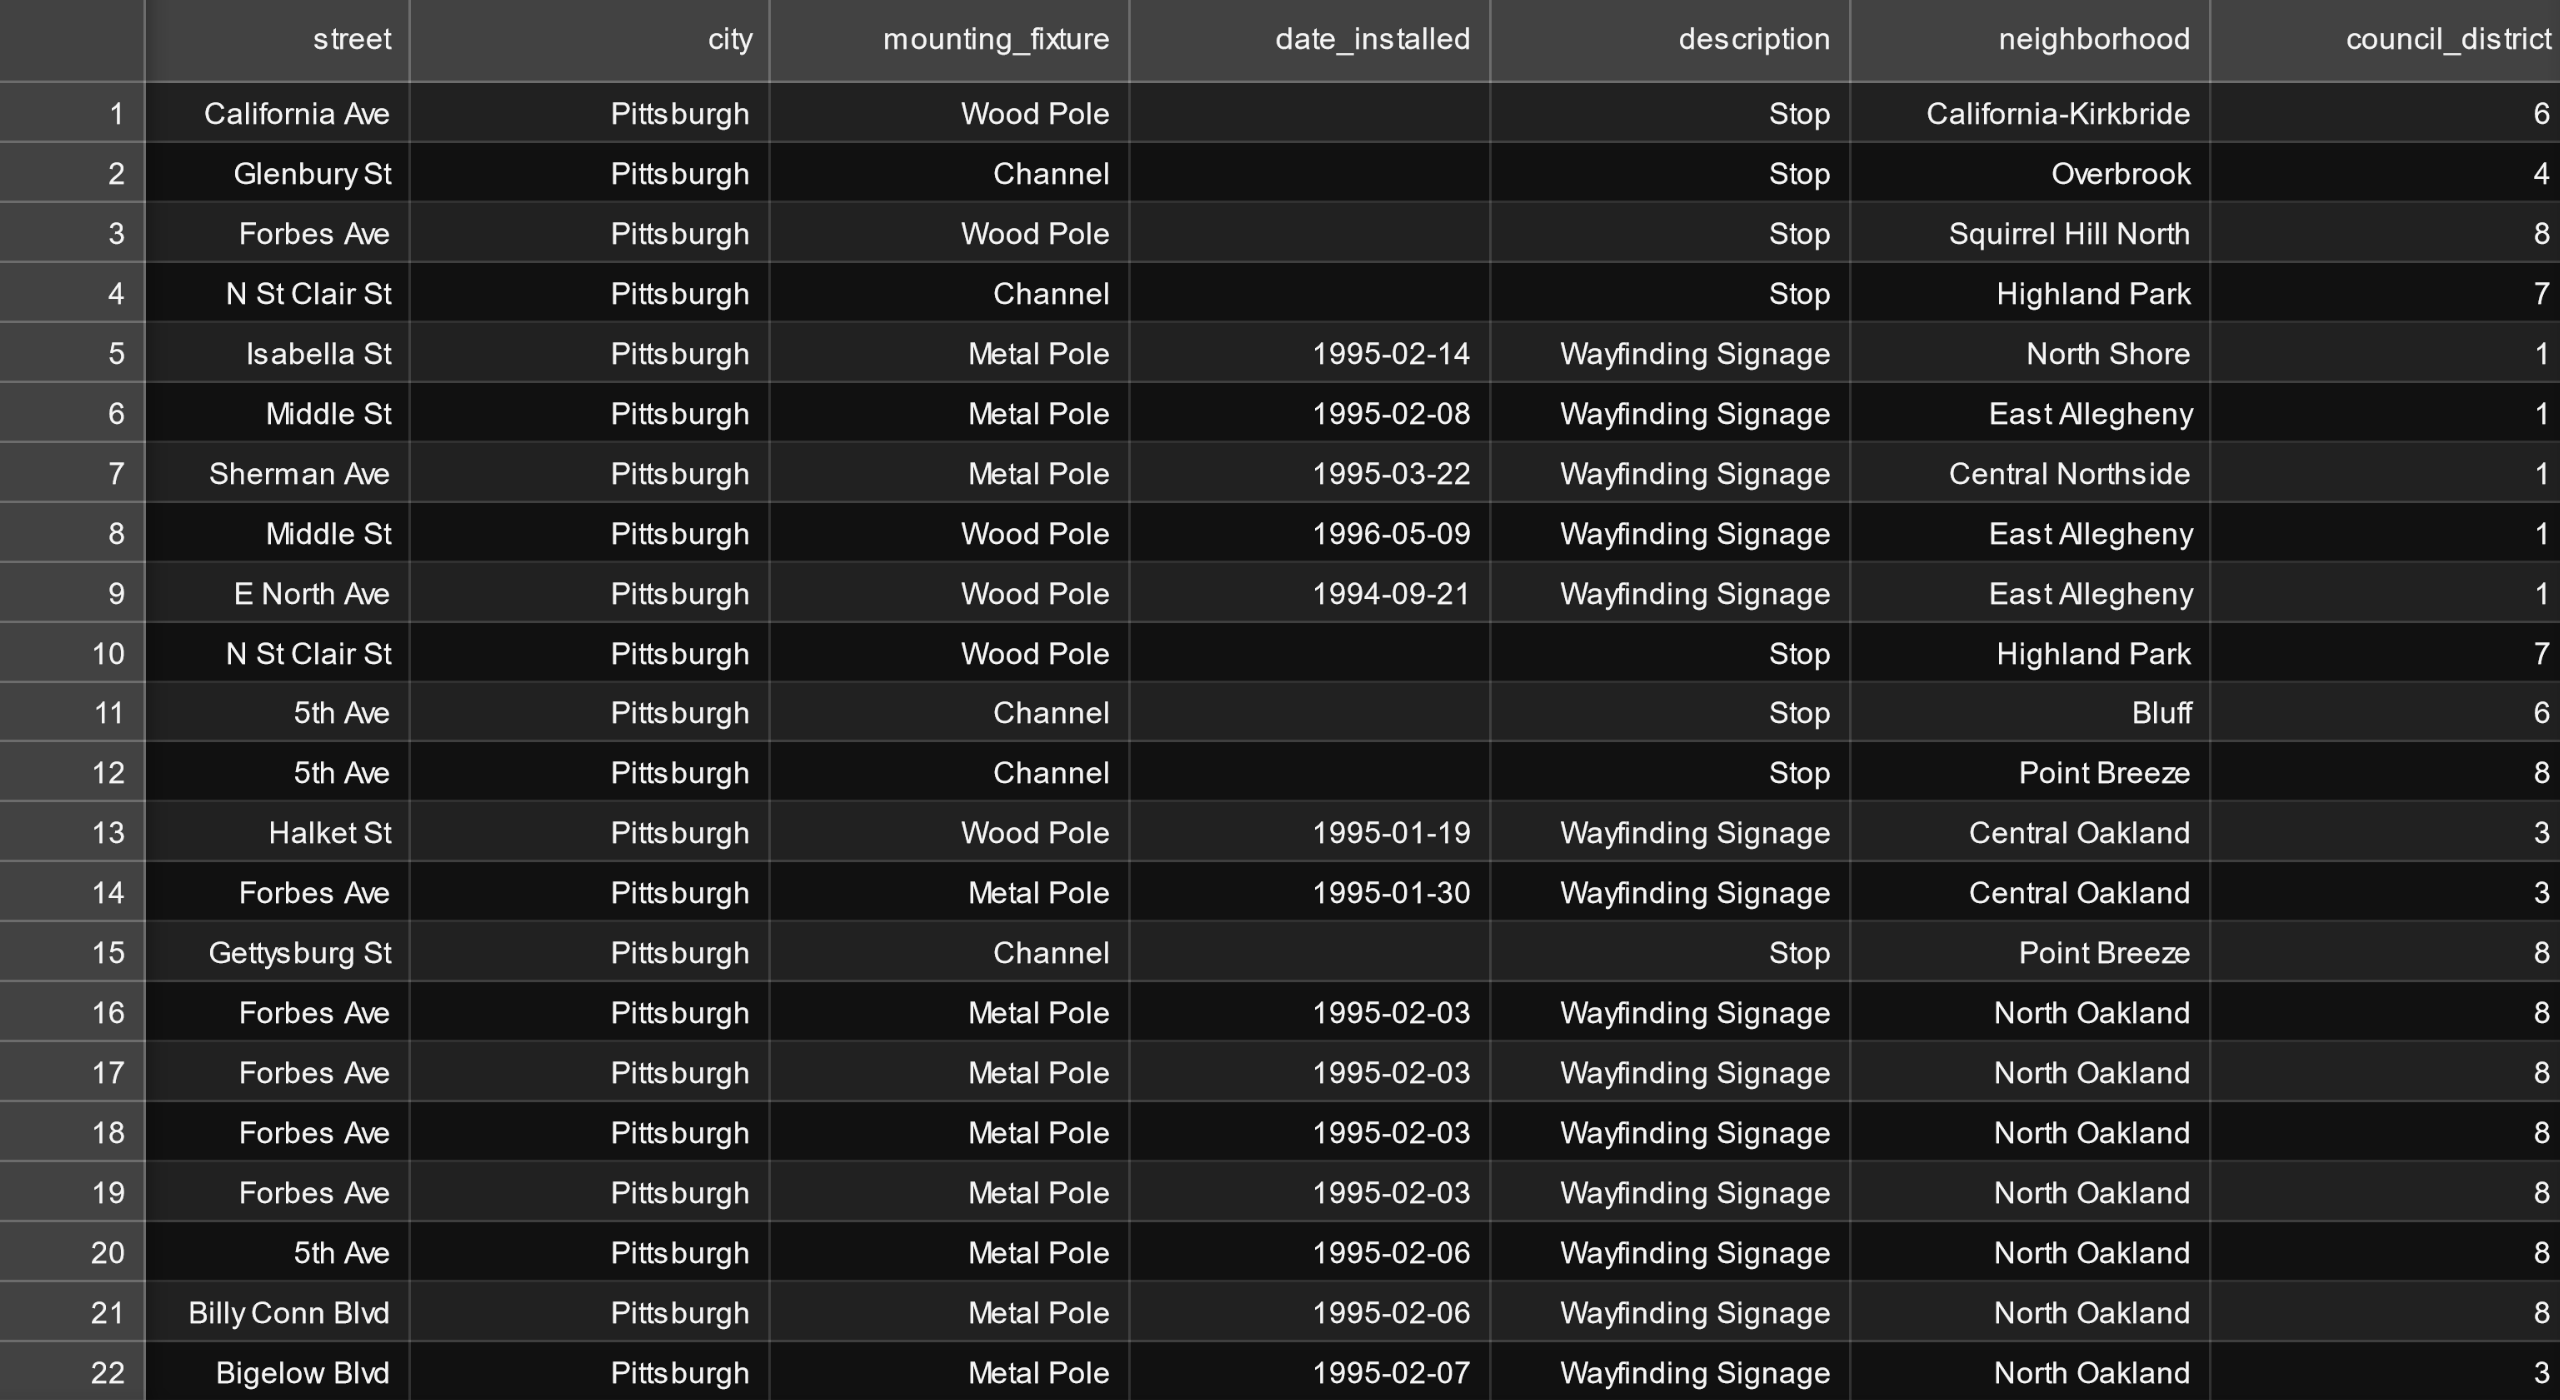 street city mounting_fixture date_installed description neighborhood council_district
1 California Ave Pittsburgh Wood Pole Stop California-Kirkbride 6
2 Glenbury St Pittsburgh Channel Stop Overbrook 4
3 Forbes Ave Pittsburgh Wood Pole Stop Squirrel Hill North 8
4 N St Clair St Pittsburgh Channel Stop Highland Park 7
5 Isabella St Pittsburgh Metal Pole 1995-02-14 Wayfinding Signage North Shore 1
6 Middle St Pittsburgh Metal Pole 1995-02-08 Wayfinding Signage East Allegheny 1
7 Sherman Ave Pittsburgh Metal Pole 1995-03-22 Wayfinding Signage Central Northside 1
8 Middle St Pittsburgh Wood Pole 1996-05-09 Wayfinding Signage East Allegheny 1
9 E North Ave Pittsburgh Wood Pole 1994-09-21 Wayfinding Signage East Allegheny 1
10 N St Clair St Pittsburgh Wood Pole Stop Highland Park 7
11 5th Ave Pittsburgh Channel Stop Bluff 6
12 5th Ave Pittsburgh Channel Stop Point Breeze 8
13 Halket St Pittsburgh Wood Pole 1995-01-19 Wayfinding Signage Central Oakland 3
14 Forbes Ave Pittsburgh Metal Pole 1995-01-30 Wayfinding Signage Central Oakland 3
15 Gettysburg St Pittsburgh Channel Stop Point Breeze 8
16 Forbes Ave Pittsburgh Metal Pole 1995-02-03 Wayfinding Signage North Oakland 8
17 Forbes Ave Pittsburgh Metal Pole 1995-02-03 Wayfinding Signage North Oakland 8
18 Forbes Ave Pittsburgh Metal Pole 1995-02-03 Wayfinding Signage North Oakland 8
19 Forbes Ave Pittsburgh Metal Pole 1995-02-03 Wayfinding Signage North Oakland 8
20 5th Ave Pittsburgh Metal Pole 1995-02-06 Wayfinding Signage North Oakland 8
21 Billy Conn Blvd Pittsburgh Metal Pole 1995-02-06 Wayfinding Signage North Oakland 8
22 Bigelow Blvd Pittsburgh Metal Pole 1995-02-07 Wayfinding Signage North Oakland 3